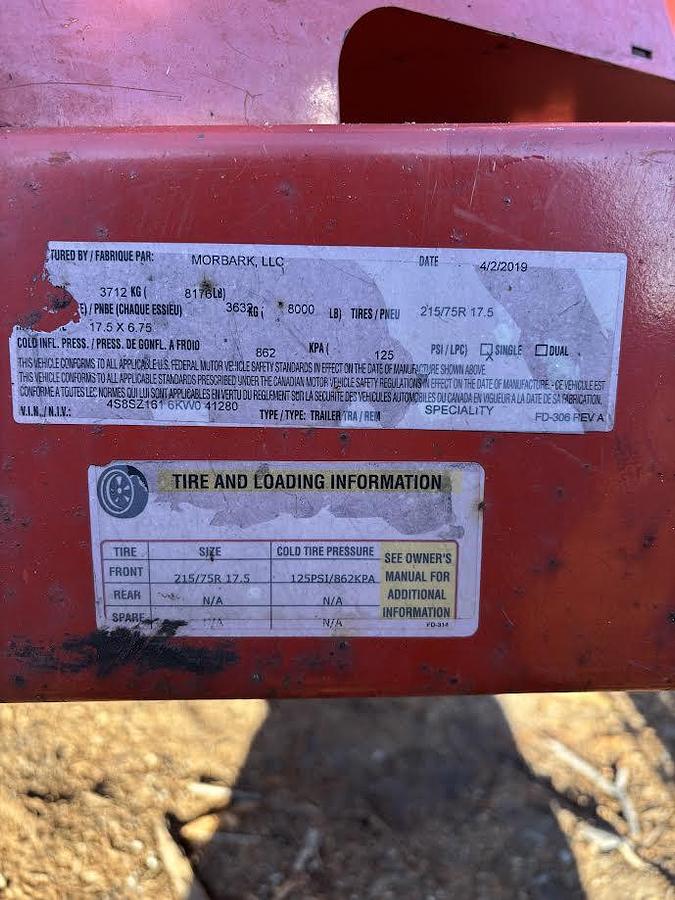 TURED BY / FABRIQUE PAR: MORBARK, LLC DATE 4/2/2019
3712 KG ( 8176 LB)
E) / PNBE (CHAQUE ESSIEU) 3632 KG ( 8000 LB) TIRES / PNEU 215/75R 17.5
17.5 X 6.75
COLD INFL. PRESS. / PRESS. DE GONFL. A FROID 862 KPA ( 125 PSI / LPC) SINGLE DUAL
THIS VEHICLE CONFORMS TO ALL APPLICABLE U.S. FEDERAL MOTOR VEHICLE SAFETY STANDARDS IN EFFECT ON THE DATE OF MANUFACTURE SHOWN ABOVE.
THIS VEHICLE CONFORMS TO ALL APPLICABLE STANDARDS PRESCRIBED UNDER THE CANADIAN MOTOR VEHICLE SAFETY REGULATIONS IN EFFECT ON THE DATE OF MANUFACTURE. - CE VEHICULE EST
CONFORME A TOUTES LEC NORMES QUI LUI SONT APPLICABLES EN VERTU DU REGLEMENT SUR LA SECURITE DES VEHICULES AUTOMOBILES DU CANADA EN VIGUEUR A LA DATE DE SA FABRICATION.
V.I.N. / N.I.V.: 4S8SZ161 6KW0 41280 TYPE / TYPE: TRAILER TRA / REM SPECIALITY FD-306 REV A
TIRE AND LOADING INFORMATION
TIRE SIZE COLD TIRE PRESSURE SEE OWNER'S
FRONT 215/75R 17.5 125PSI/862KPA MANUAL FOR
REAR N/A N/A ADDITIONAL
SPARE N/A N/A INFORMATION
FD-314